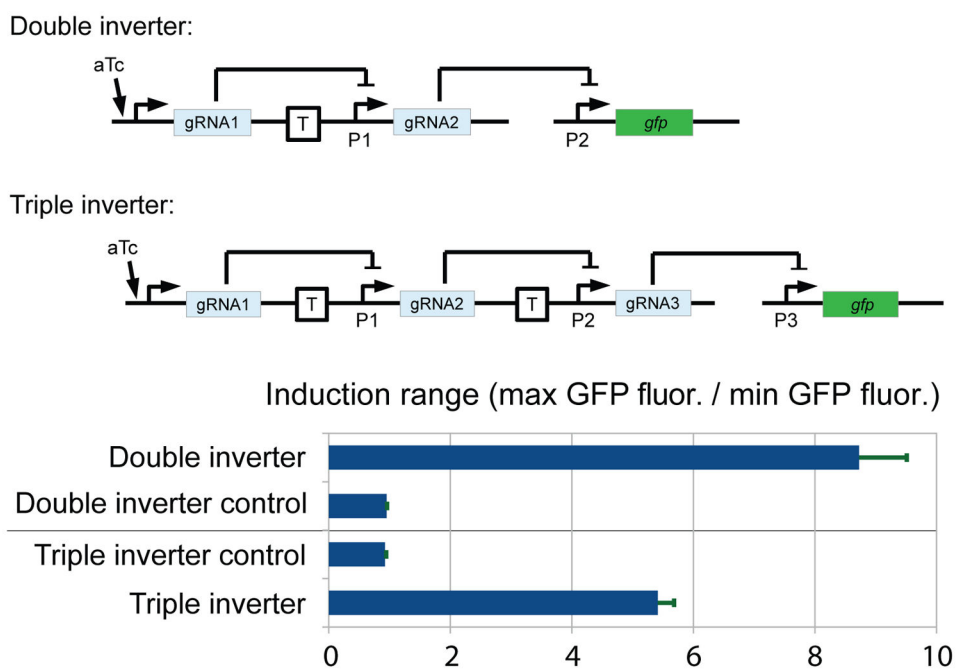 Double inverter:
aTc
gRNA1 T P1 gRNA2 P2 gfp
Triple inverter:
aTc
gRNA1 T P1 gRNA2 T P2 gRNA3 P3 gfp
Induction range (max GFP fluor. / min GFP fluor.)
Double inverter
Double inverter control
Triple inverter control
Triple inverter
0 2 4 6 8 10